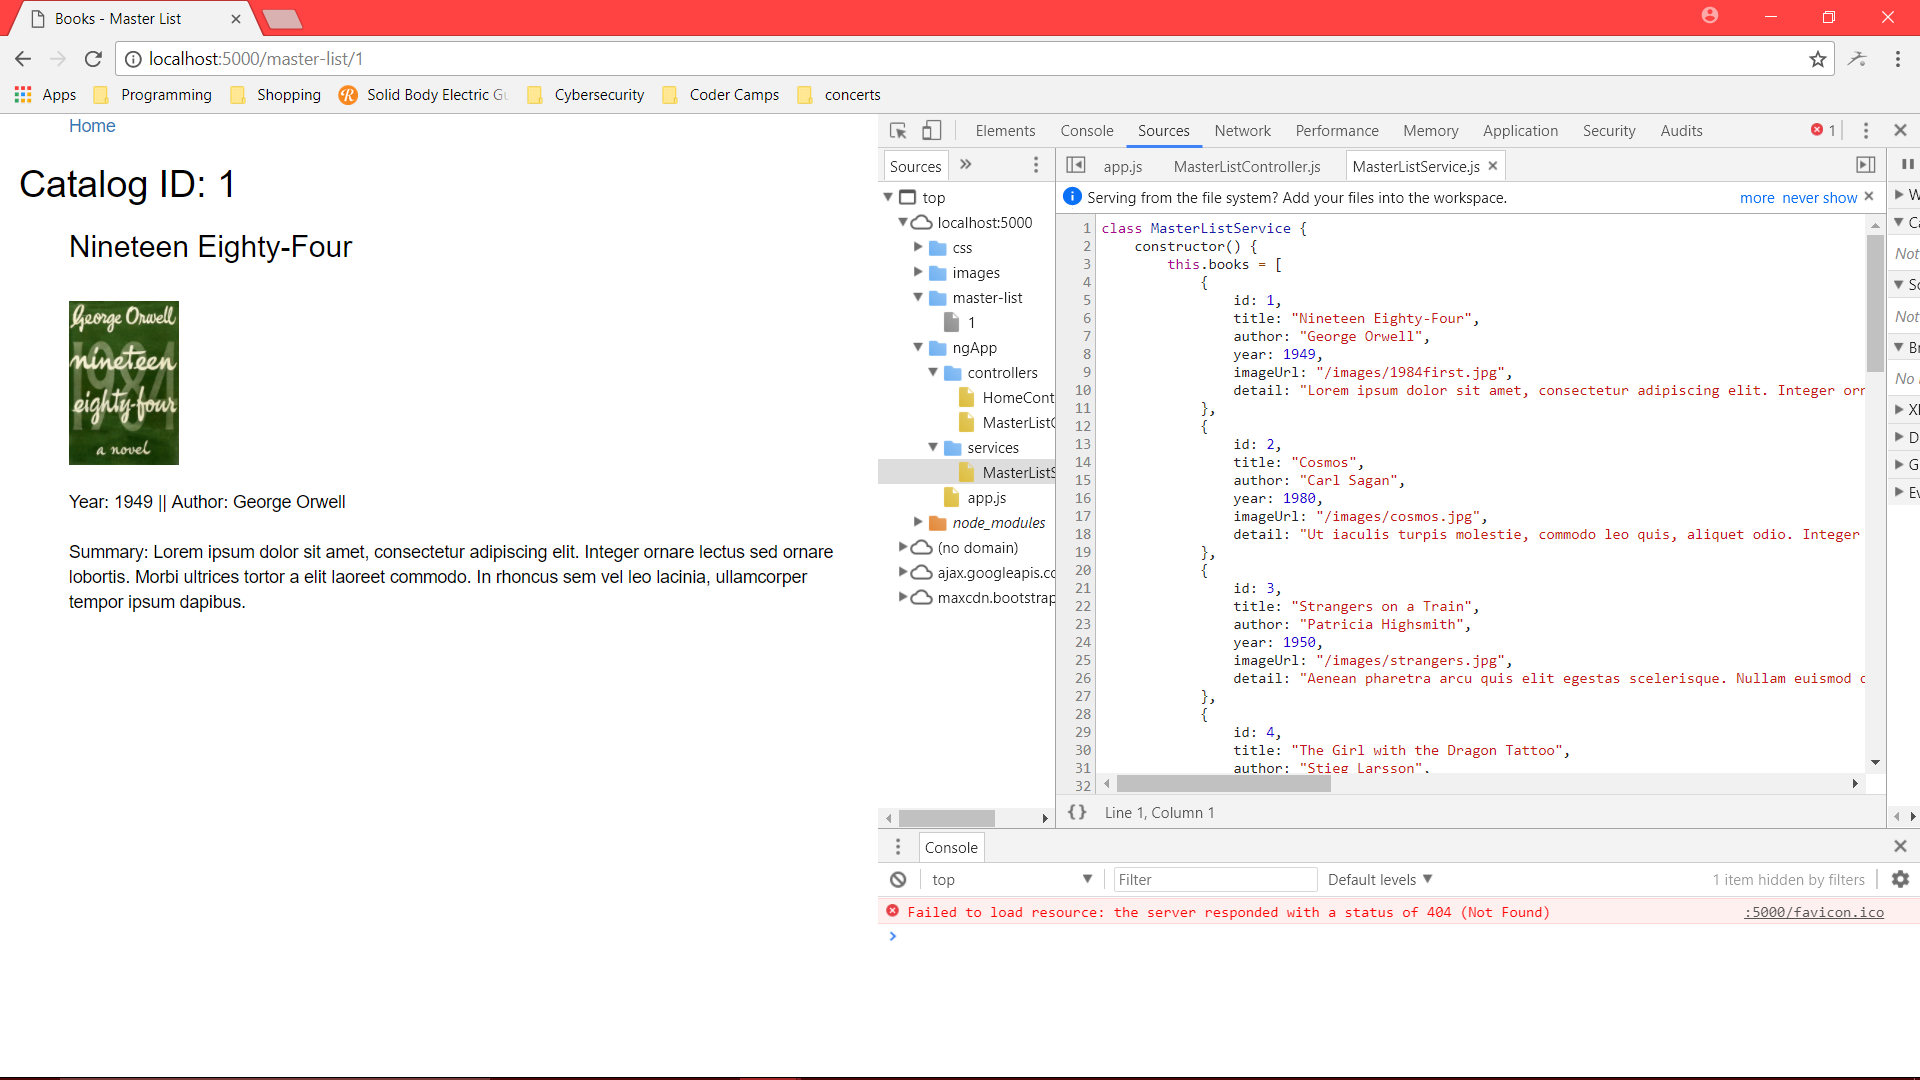 Books - Master List
localhost:5000/master-list/1
Apps Programming Shopping Solid Body Electric Gu Cybersecurity Coder Camps concerts
Home
Catalog ID: 1
Nineteen Eighty-Four
George Orwell
1984
nineteen
eighty-four
a novel
Year: 1949 || Author: George Orwell
Summary: Lorem ipsum dolor sit amet, consectetur adipiscing elit. Integer ornare lectus sed ornare
lobortis. Morbi ultrices tortor a elit laoreet commodo. In rhoncus sem vel leo lacinia, ullamcorper
tempor ipsum dapibus.
Elements Console Sources Network Performance Memory Application Security Audits 1
Sources
top
localhost:5000
css
images
master-list
1
ngApp
controllers
HomeCont
MasterListC
services
MasterListS
app.js
node_modules
(no domain)
ajax.googleapis.co
maxcdn.bootstrap
app.js MasterListController.js MasterListService.js
Serving from the file system? Add your files into the workspace. more never show
1 class MasterListService {
2 constructor() {
3 this.books = [
4 {
5 id: 1,
6 title: "Nineteen Eighty-Four",
7 author: "George Orwell",
8 year: 1949,
9 imageUrl: "/images/1984first.jpg",
10 detail: "Lorem ipsum dolor sit amet, consectetur adipiscing elit. Integer orn
11 },
12 {
13 id: 2,
14 title: "Cosmos",
15 author: "Carl Sagan",
16 year: 1980,
17 imageUrl: "/images/cosmos.jpg",
18 detail: "Ut iaculis turpis molestie, commodo leo quis, aliquet odio. Integer
19 },
20 {
21 id: 3,
22 title: "Strangers on a Train",
23 author: "Patricia Highsmith",
24 year: 1950,
25 imageUrl: "/images/strangers.jpg",
26 detail: "Aenean pharetra arcu quis elit egestas scelerisque. Nullam euismod
27 },
28 {
29 id: 4,
30 title: "The Girl with the Dragon Tattoo",
31 author: "Stieg Larsson",
32
{} Line 1, Column 1
W
Ca
Not
Sc
Not
Br
No
XI
D
G
Ev
Console
top Filter Default levels 1 item hidden by filters
Failed to load resource: the server responded with a status of 404 (Not Found) :5000/favicon.ico